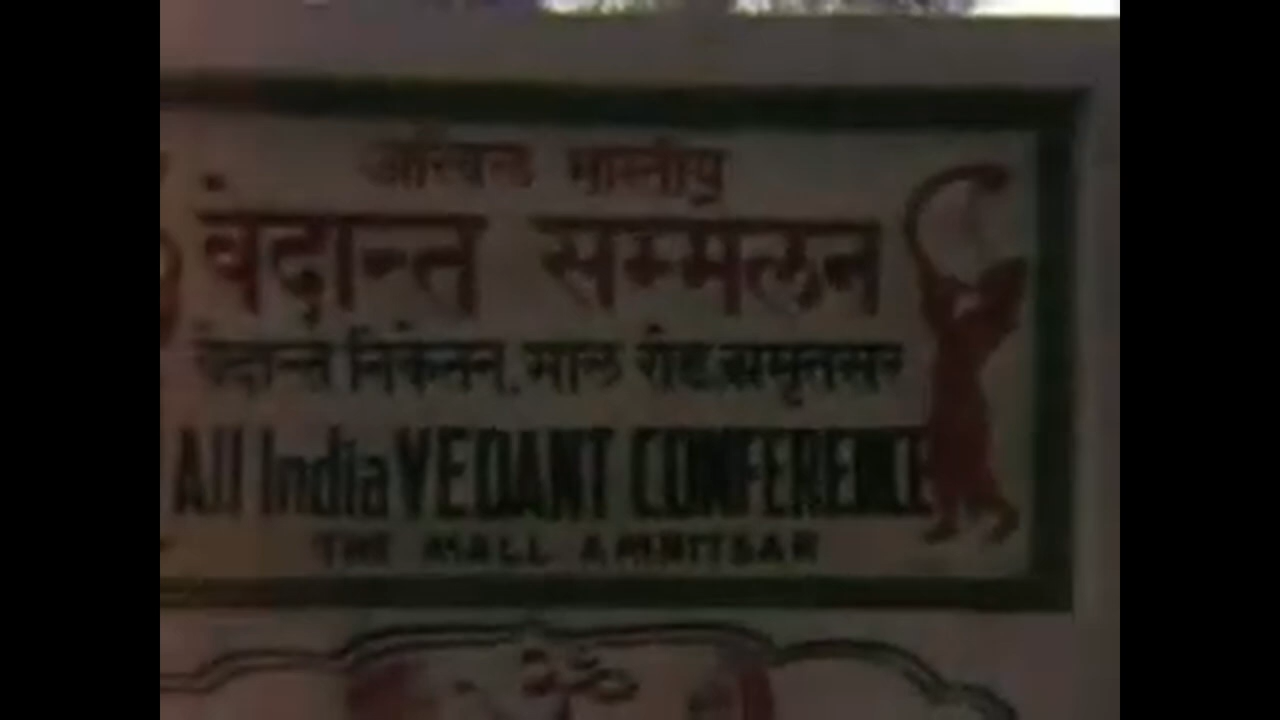 अखिल भारतीय
वेदान्त सम्मेलन
वेदान्त निकेतन, माल रोड, अमृतसर
All India VEDANT CONFERENCE
THE MALL AMRITSAR
ॐ